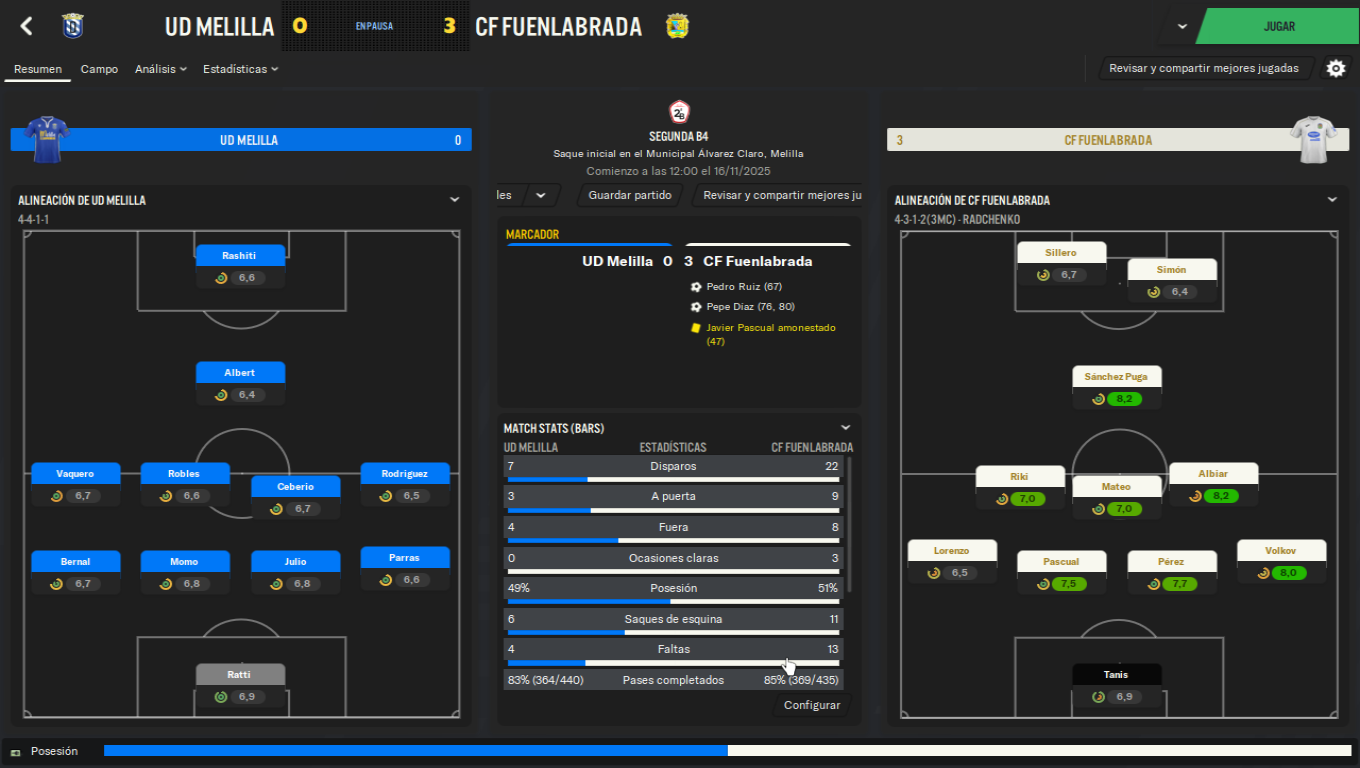 UD MELILLA 0 EN PAUSA 3 CF FUENLABRADA
JUGAR
Resumen Campo Análisis Estadísticas
Revisar y compartir mejores jugadas
UD MELILLA 0
ALINEACIÓN DE UD MELILLA
4-4-1-1
Rashiti
6,6
Albert
6,4
Vaquero
6,7
Robles
6,6
Ceberio
6,7
Rodríguez
6,5
Bernal
6,7
Momo
6,8
Julio
6,8
Parras
6,6
Ratti
6,9
2ªB
SEGUNDA B4
Saque inicial en el Municipal Álvarez Claro, Melilla
Comienzo a las 12:00 el 16/11/2025
les Guardar partido Revisar y compartir mejores ju
MARCADOR
UD Melilla 0 3 CF Fuenlabrada
Pedro Ruiz (67)
Pepe Díaz (76, 80)
Javier Pascual amonestado
(47)
MATCH STATS (BARS)
UD MELILLA ESTADÍSTICAS CF FUENLABRADA
7 Disparos 22
3 A puerta 9
4 Fuera 8
0 Ocasiones claras 3
49% Posesión 51%
6 Saques de esquina 11
4 Faltas 13
83% (364/440) Pases completados 85% (369/435)
Configurar
3 CF FUENLABRADA
ALINEACIÓN DE CF FUENLABRADA
4-3-1-2(3MC) - RADCHENKO
Sillero
6,7
Simón
6,4
Sánchez Puga
8,2
Riki
7,0
Mateo
7,0
Albiar
8,2
Lorenzo
6,5
Pascual
7,5
Pérez
7,7
Volkov
8,0
Tanis
6,9
Posesión